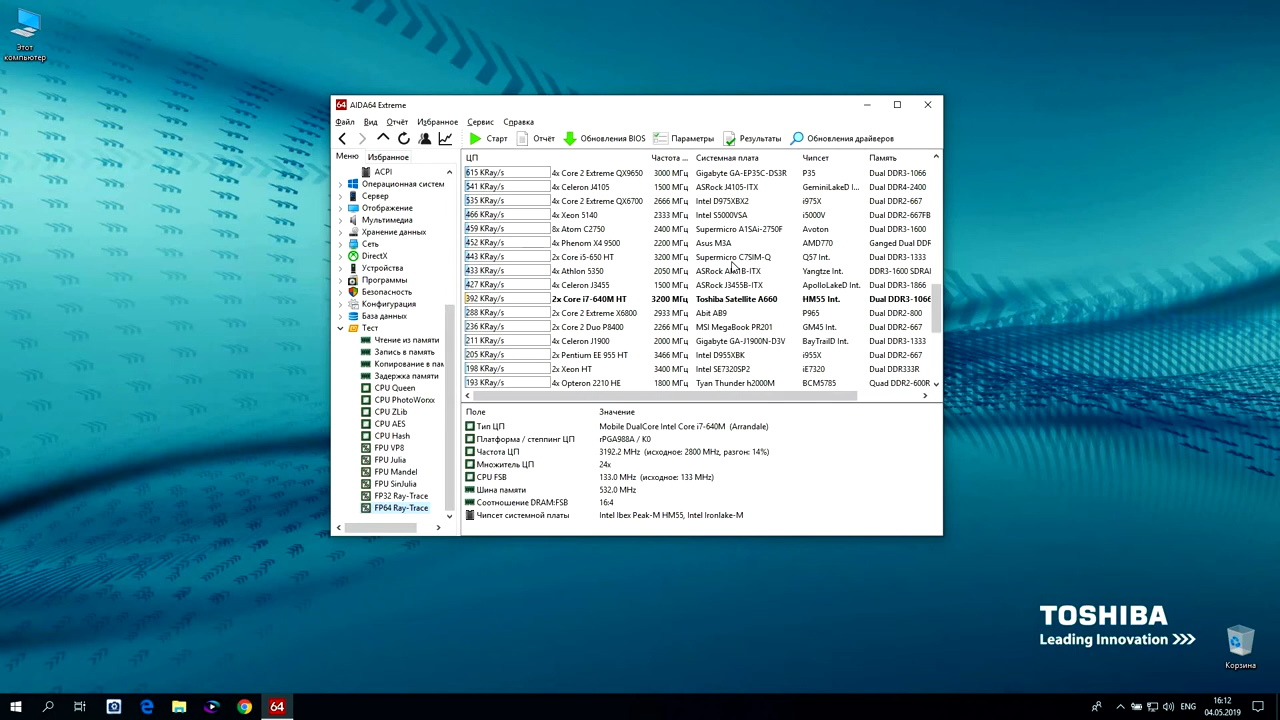 Этот
компьютер
64 AIDA64 Extreme
Файл Вид Отчёт Избранное Сервис Справка
Старт Отчёт Обновления BIOS Параметры Результаты Обновления драйверов
Меню Избранное
ACPI
Операционная систем
Сервер
Отображение
Мультимедиа
Хранение данных
Сеть
DirectX
Устройства
Программы
Безопасность
Конфигурация
База данных
Тест
Чтение из памяти
Запись в память
Копирование в пам
Задержка памяти
CPU Queen
CPU PhotoWorxx
CPU ZLib
CPU AES
CPU Hash
FPU VP8
FPU Julia
FPU Mandel
FPU SinJulia
FP32 Ray-Trace
FP64 Ray-Trace
ЦП Частота ... Системная плата Чипсет Память
615 KRay/s 4x Core 2 Extreme QX9650 3000 МГц Gigabyte GA-EP35C-DS3R P35 Dual DDR3-1066
541 KRay/s 4x Celeron J4105 1500 МГц ASRock J4105-ITX GeminiLakeD I... Dual DDR4-2400
535 KRay/s 4x Core 2 Extreme QX6700 2666 МГц Intel D975XBX2 i975X Dual DDR2-667
466 KRay/s 4x Xeon 5140 2333 МГц Intel S5000VSA i5000V Dual DDR2-667FB
459 KRay/s 8x Atom C2750 2400 МГц Supermicro A1SAi-2750F Avoton Dual DDR3-1600
452 KRay/s 4x Phenom X4 9500 2200 МГц Asus M3A AMD770 Ganged Dual DDR
443 KRay/s 2x Core i5-650 HT 3200 МГц Supermicro C7SIM-Q Q57 Int. Dual DDR3-1333
433 KRay/s 4x Athlon 5350 2050 МГц ASRock AM1B-ITX Yangtze Int. DDR3-1600 SDRAI
427 KRay/s 4x Celeron J3455 1500 МГц ASRock J3455B-ITX ApolloLakeD Int. Dual DDR3-1866
392 KRay/s 2x Core i7-640M HT 3200 МГц Toshiba Satellite A660 HM55 Int. Dual DDR3-1066
288 KRay/s 2x Core 2 Extreme X6800 2933 МГц Abit AB9 P965 Dual DDR2-800
236 KRay/s 2x Core 2 Duo P8400 2266 МГц MSI MegaBook PR201 GM45 Int. Dual DDR2-667
211 KRay/s 4x Celeron J1900 2000 МГц Gigabyte GA-J1900N-D3V BayTrailD Int. Dual DDR3-1333
205 KRay/s 2x Pentium EE 955 HT 3466 МГц Intel D955XBK i955X Dual DDR2-667
198 KRay/s 2x Xeon HT 3400 МГц Intel SE7320SP2 iE7320 Dual DDR333R
193 KRay/s 4x Opteron 2210 HE 1800 МГц Tyan Thunder h2000M BCM5785 Quad DDR2-600R
Поле Значение
Тип ЦП Mobile DualCore Intel Core i7-640M (Arrandale)
Платформа / степпинг ЦП rPGA988A / K0
Частота ЦП 3192.2 MHz (исходное: 2800 MHz, разгон: 14%)
Множитель ЦП 24x
CPU FSB 133.0 MHz (исходное: 133 MHz)
Шина памяти 532.0 MHz
Соотношение DRAM:FSB 16:4
Чипсет системной платы Intel Ibex Peak-M HM55, Intel Ironlake-M
TOSHIBA
Leading Innovation >>>
Корзина
64
ENG
16:12
04.05.2019